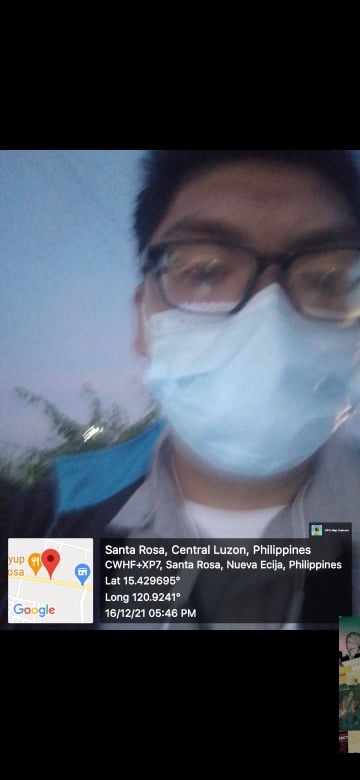 GPS Map Camera
Santa Rosa, Central Luzon, Philippines
CWHF+XP7, Santa Rosa, Nueva Ecija, Philippines
Lat 15.429695°
Long 120.9241°
16/12/21 05:46 PM
yup
osa
Google